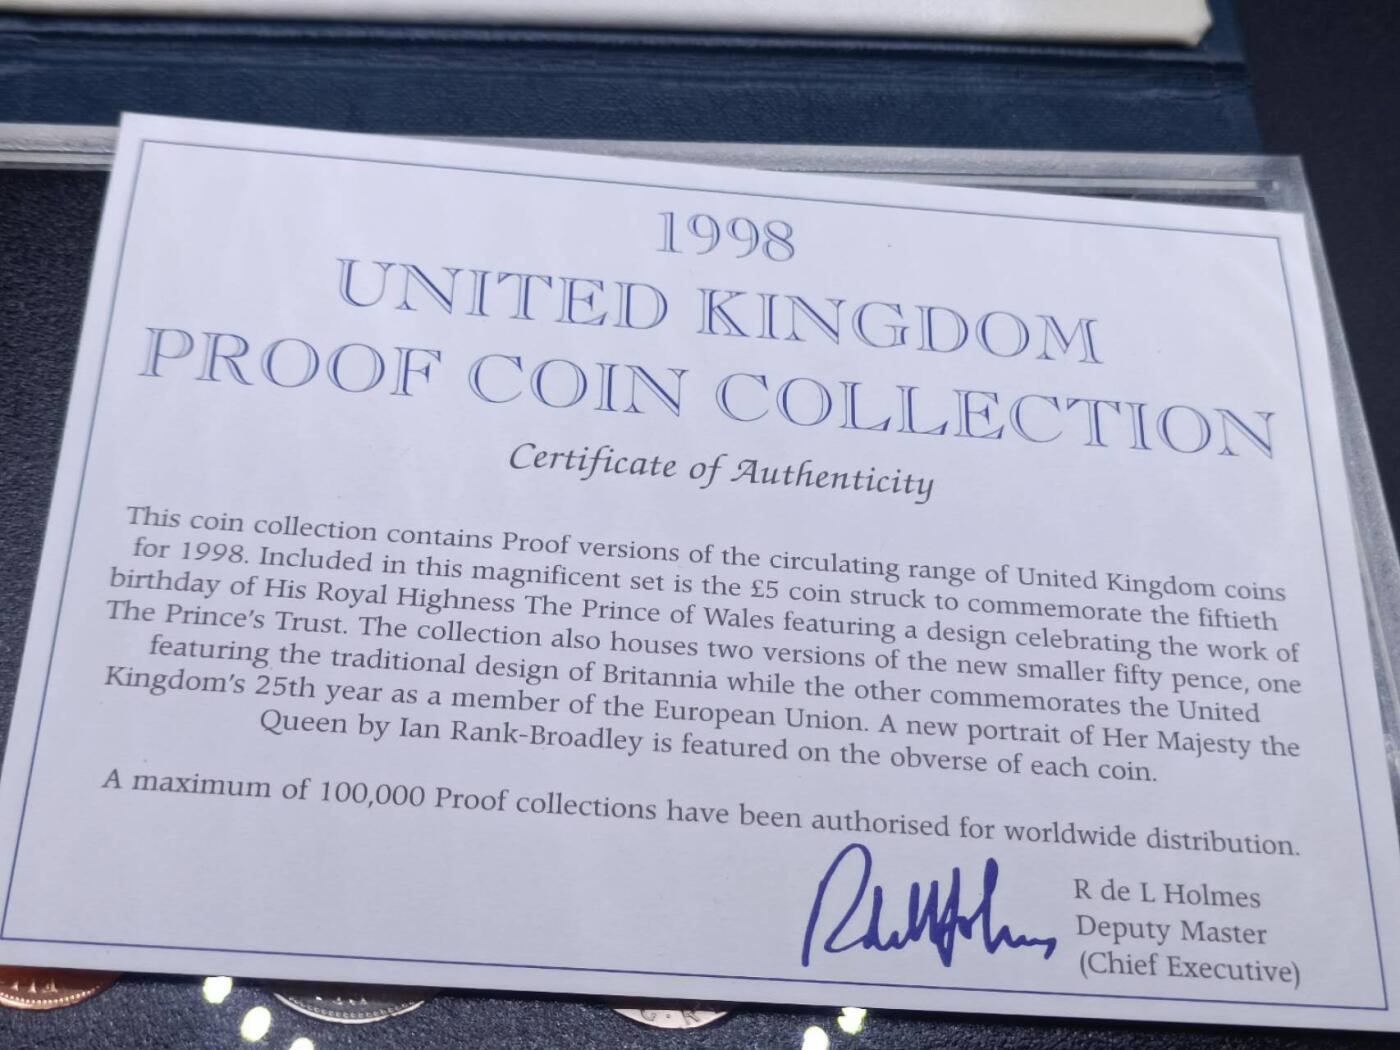 1998
UNITED KINGDOM
PROOF COIN COLLECTION
Certificate of Authenticity
This coin collection contains Proof versions of the circulating range of United Kingdom coins
for 1998. Included in this magnificent set is the £5 coin struck to commemorate the fiftieth
birthday of His Royal Highness The Prince of Wales featuring a design celebrating the work of
The Prince's Trust. The collection also houses two versions of the new smaller fifty pence, one
featuring the traditional design of Britannia while the other commemorates the United
Kingdom's 25th year as a member of the European Union. A new portrait of Her Majesty the
Queen by Ian Rank-Broadley is featured on the obverse of each coin.
A maximum of 100,000 Proof collections have been authorised for worldwide distribution.
R de L Holmes
Deputy Master
(Chief Executive)